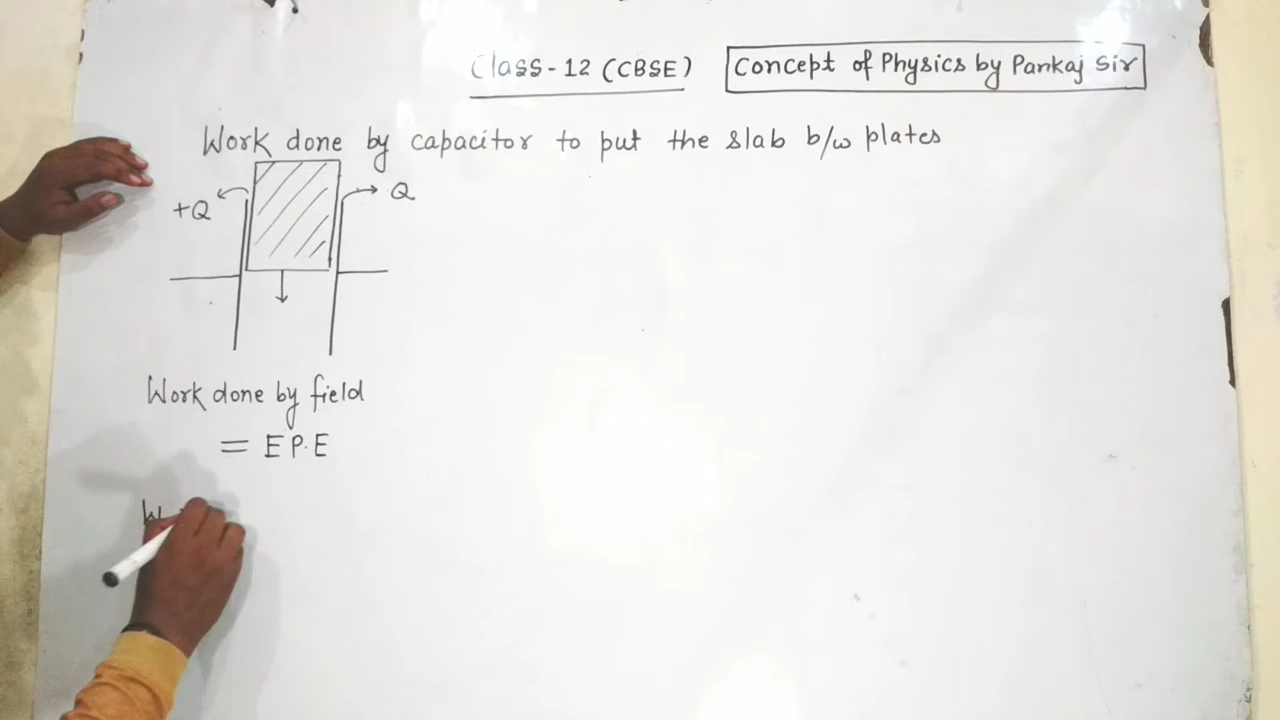 Class-12 (CBSE)
Concept of Physics by Pankaj Sir
Work done by capacitor to put the slab b/w plates
+Q
Q
Work done by field
= E P.E
W